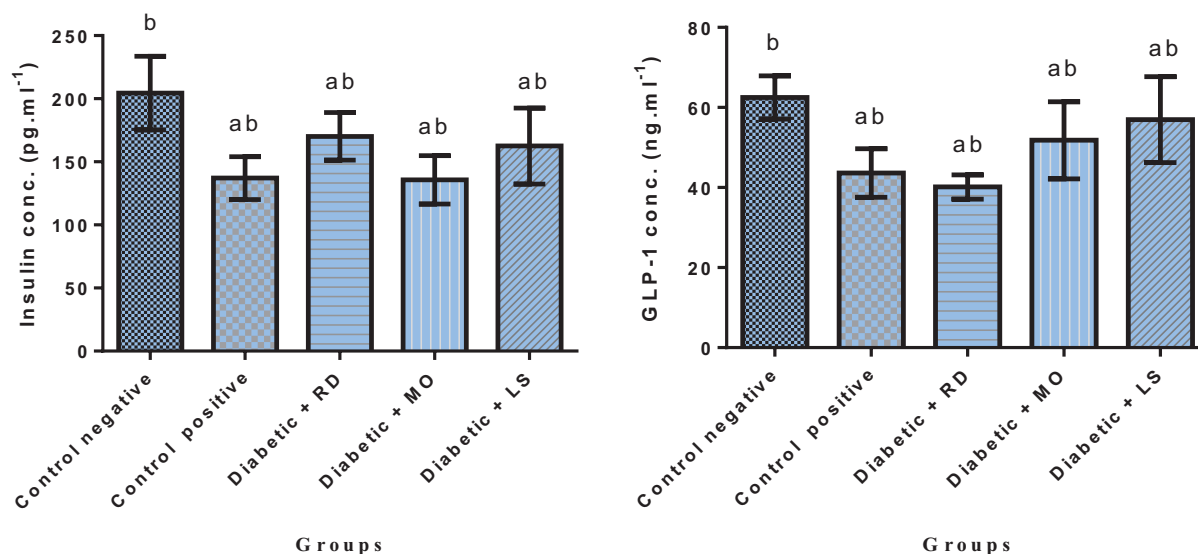 Insulin conc. (pg.ml⁻¹)
250
200
150
100
50
0
b
ab
ab
ab
ab
Control negative
Control positive
Diabetic + RD
Diabetic + MO
Diabetic + LS
Groups
GLP-1 conc. (ng.ml⁻¹)
80
60
40
20
0
b
ab
ab
ab
ab
Control negative
Control positive
Diabetic + RD
Diabetic + MO
Diabetic + LS
Groups